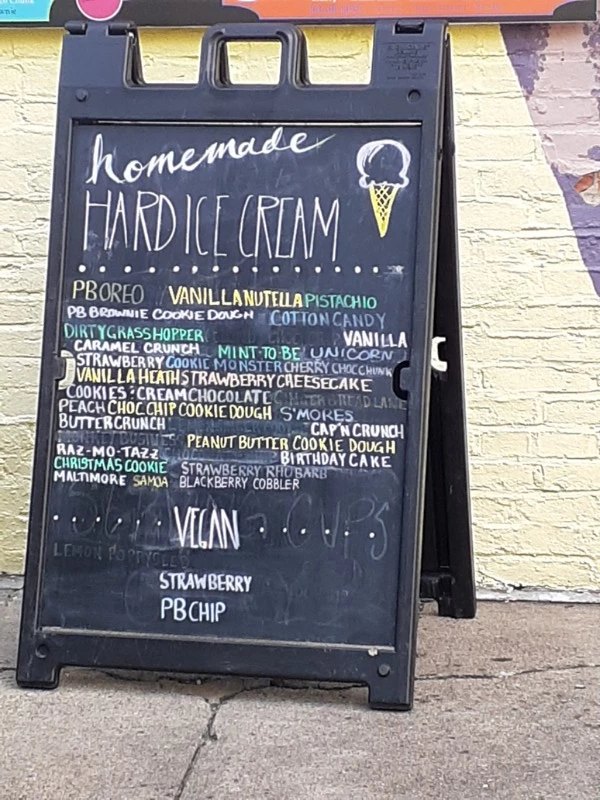 homemade
HARD ICE CREAM
PB OREO VANILLA NUTELLA PISTACHIO
PB BROWNIE COOKIE DOUGH COTTON CANDY
DIRTY GRASSHOPPER VANILLA
CARAMEL CRUNCH MINT TO BE UNICORN
STRAWBERRY COOKIE MONSTER CHERRY CHOC CHUNK
VANILLA HEATH STRAWBERRY CHEESECAKE
COOKIES & CREAM CHOCOLATE
PEACH CHOC CHIP COOKIE DOUGH S'MORES
BUTTERCRUNCH CAP'N CRUNCH
PEANUT BUTTER COOKIE DOUGH
RAZ-MO-TAZZ BIRTHDAY CAKE
CHRISTMAS COOKIE STRAWBERRY RHUBARB
MALTIMORE SAMOA BLACKBERRY COBBLER
VEGAN
CUPS
LEMON
STRAWBERRY
PB CHIP